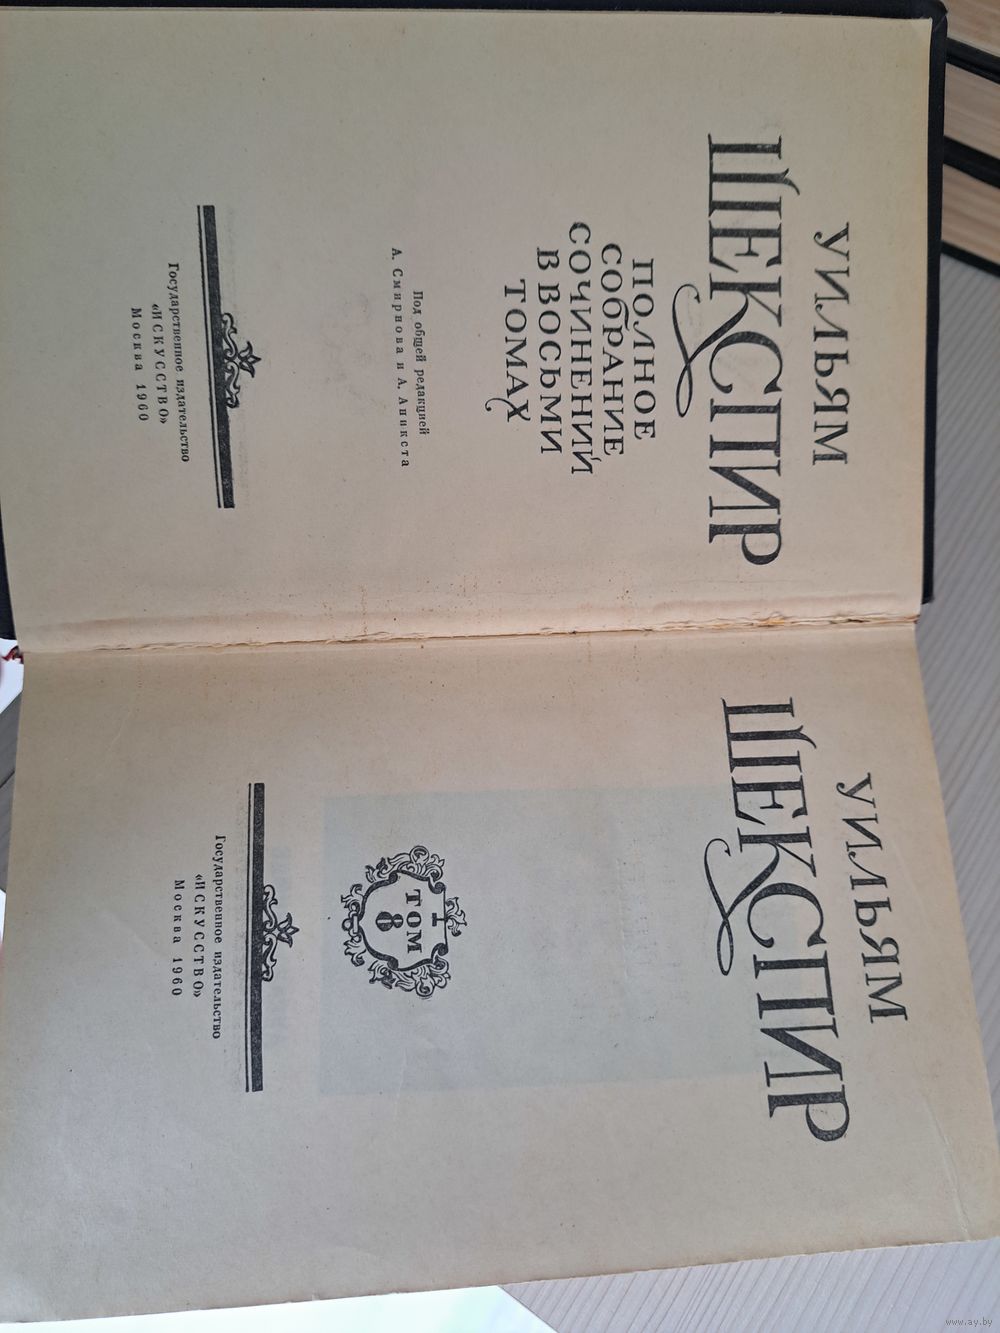 УИЛЬЯМ
ШЕКСПИР
ПОЛНОЕ
СОБРАНИЕ
СОЧИНЕНИЙ
В ВОСЬМИ
ТОМАХ
Под общей редакцией
А. Смирнова и А. Аникста
Государственное издательство
«ИСКУССТВО»
Москва 1960
УИЛЬЯМ
ШЕКСПИР
ТОМ
8
Государственное издательство
«ИСКУССТВО»
Москва 1960
www.ay.by